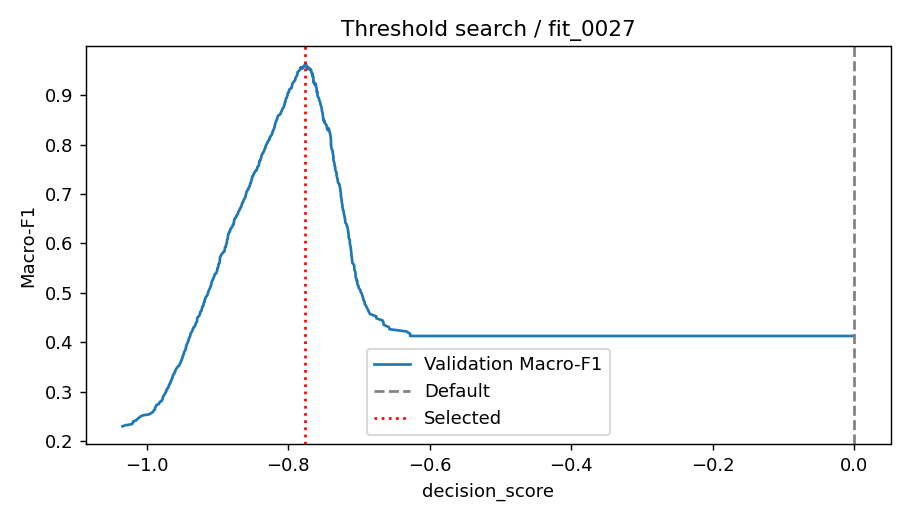 Threshold search / fit_0027
Macro-F1
0.9
0.8
0.7
0.6
0.5
0.4
0.3
0.2
Validation Macro-F1
Default
Selected
−1.0
−0.8
−0.6
−0.4
−0.2
0.0
decision_score